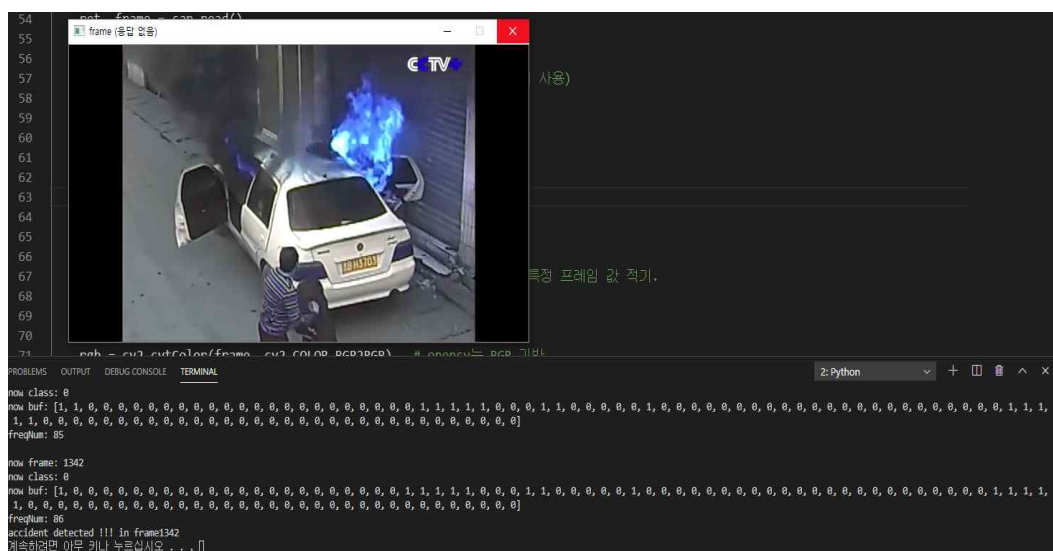 54 ret, frame = cap.read()
frame (응답 없음)
55
56
CCTV+
57 사용)
58
59
60
61
62
63
64
65
66
67 특정 프레임 값 적기.
68
69
70
71 rgb = cv2.cvtColor(frame, cv2.COLOR_BGR2RGB) # opencv는 BGR 기반
PROBLEMS OUTPUT DEBUG CONSOLE TERMINAL 2: Python
now class: 0
now buf: [1, 1, 0, 0, 0, 0, 0, 0, 0, 0, 0, 0, 0, 0, 0, 0, 0, 0, 0, 0, 0, 0, 0, 0, 1, 1, 1, 1, 1, 0, 0, 0, 1, 1, 0, 0, 0, 0, 0, 1, 0, 0, 0, 0, 0, 0, 0, 0, 0, 0, 0, 0, 0, 0, 0, 0, 0, 0, 0, 0, 0, 0, 0, 1, 1, 1,
1, 1, 0, 0, 0, 0, 0, 0, 0, 0, 0, 0, 0, 0, 0, 0, 0, 0, 0, 0, 0, 0, 0, 0, 0, 0, 0, 0, 0, 0, 0, 0, 0, 0]
freqNum: 85
now frame: 1342
now class: 0
now buf: [1, 0, 0, 0, 0, 0, 0, 0, 0, 0, 0, 0, 0, 0, 0, 0, 0, 0, 0, 0, 0, 0, 0, 1, 1, 1, 1, 1, 0, 0, 0, 1, 1, 0, 0, 0, 0, 0, 1, 0, 0, 0, 0, 0, 0, 0, 0, 0, 0, 0, 0, 0, 0, 0, 0, 0, 0, 0, 0, 0, 0, 0, 1, 1, 1, 1,
1, 0, 0, 0, 0, 0, 0, 0, 0, 0, 0, 0, 0, 0, 0, 0, 0, 0, 0, 0, 0, 0, 0, 0, 0, 0, 0, 0, 0, 0, 0, 0, 0, 0]
freqNum: 86
accident detected !!! in frame1342
계속하려면 아무 키나 누르십시오 . . .